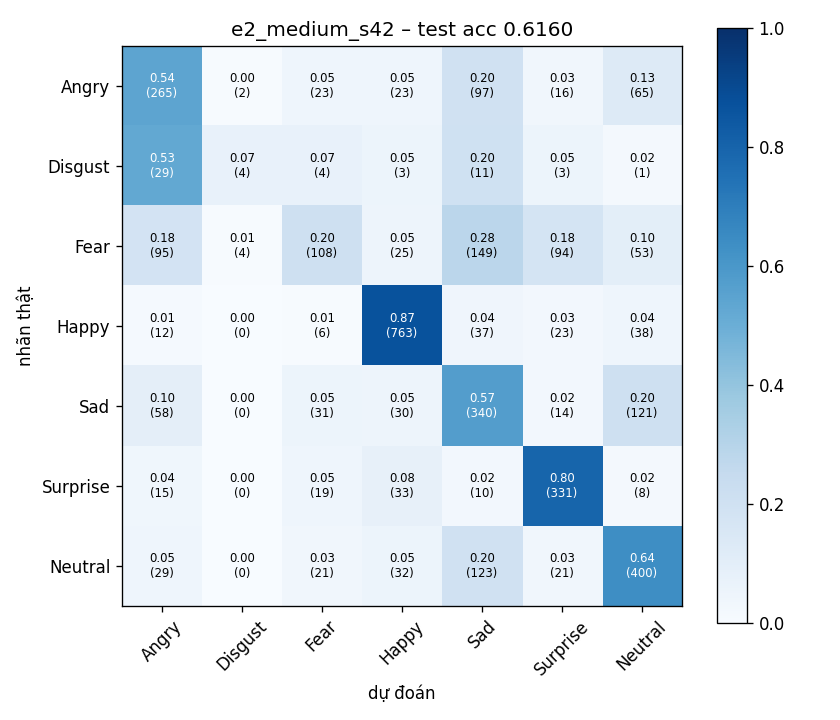 e2_medium_s42 – test acc 0.6160
1.0
Angry
0.54 0.00 0.05 0.05 0.20 0.03 0.13
(265) (2) (23) (23) (97) (16) (65)
0.8
Disgust
0.53 0.07 0.07 0.05 0.20 0.05 0.02
(29) (4) (4) (3) (11) (3) (1)
Fear
0.18 0.01 0.20 0.05 0.28 0.18 0.10
(95) (4) (108) (25) (149) (94) (53)
0.6
nhãn thật
Happy
0.01 0.00 0.01 0.87 0.04 0.03 0.04
(12) (0) (6) (763) (37) (23) (38)
0.4
Sad
0.10 0.00 0.05 0.05 0.57 0.02 0.20
(58) (0) (31) (30) (340) (14) (121)
Surprise
0.04 0.00 0.05 0.08 0.02 0.80 0.02
(15) (0) (19) (33) (10) (331) (8)
0.2
Neutral
0.05 0.00 0.03 0.05 0.20 0.03 0.64
(29) (0) (21) (32) (123) (21) (400)
0.0
Angry Disgust Fear Happy Sad Surprise Neutral
dự đoán